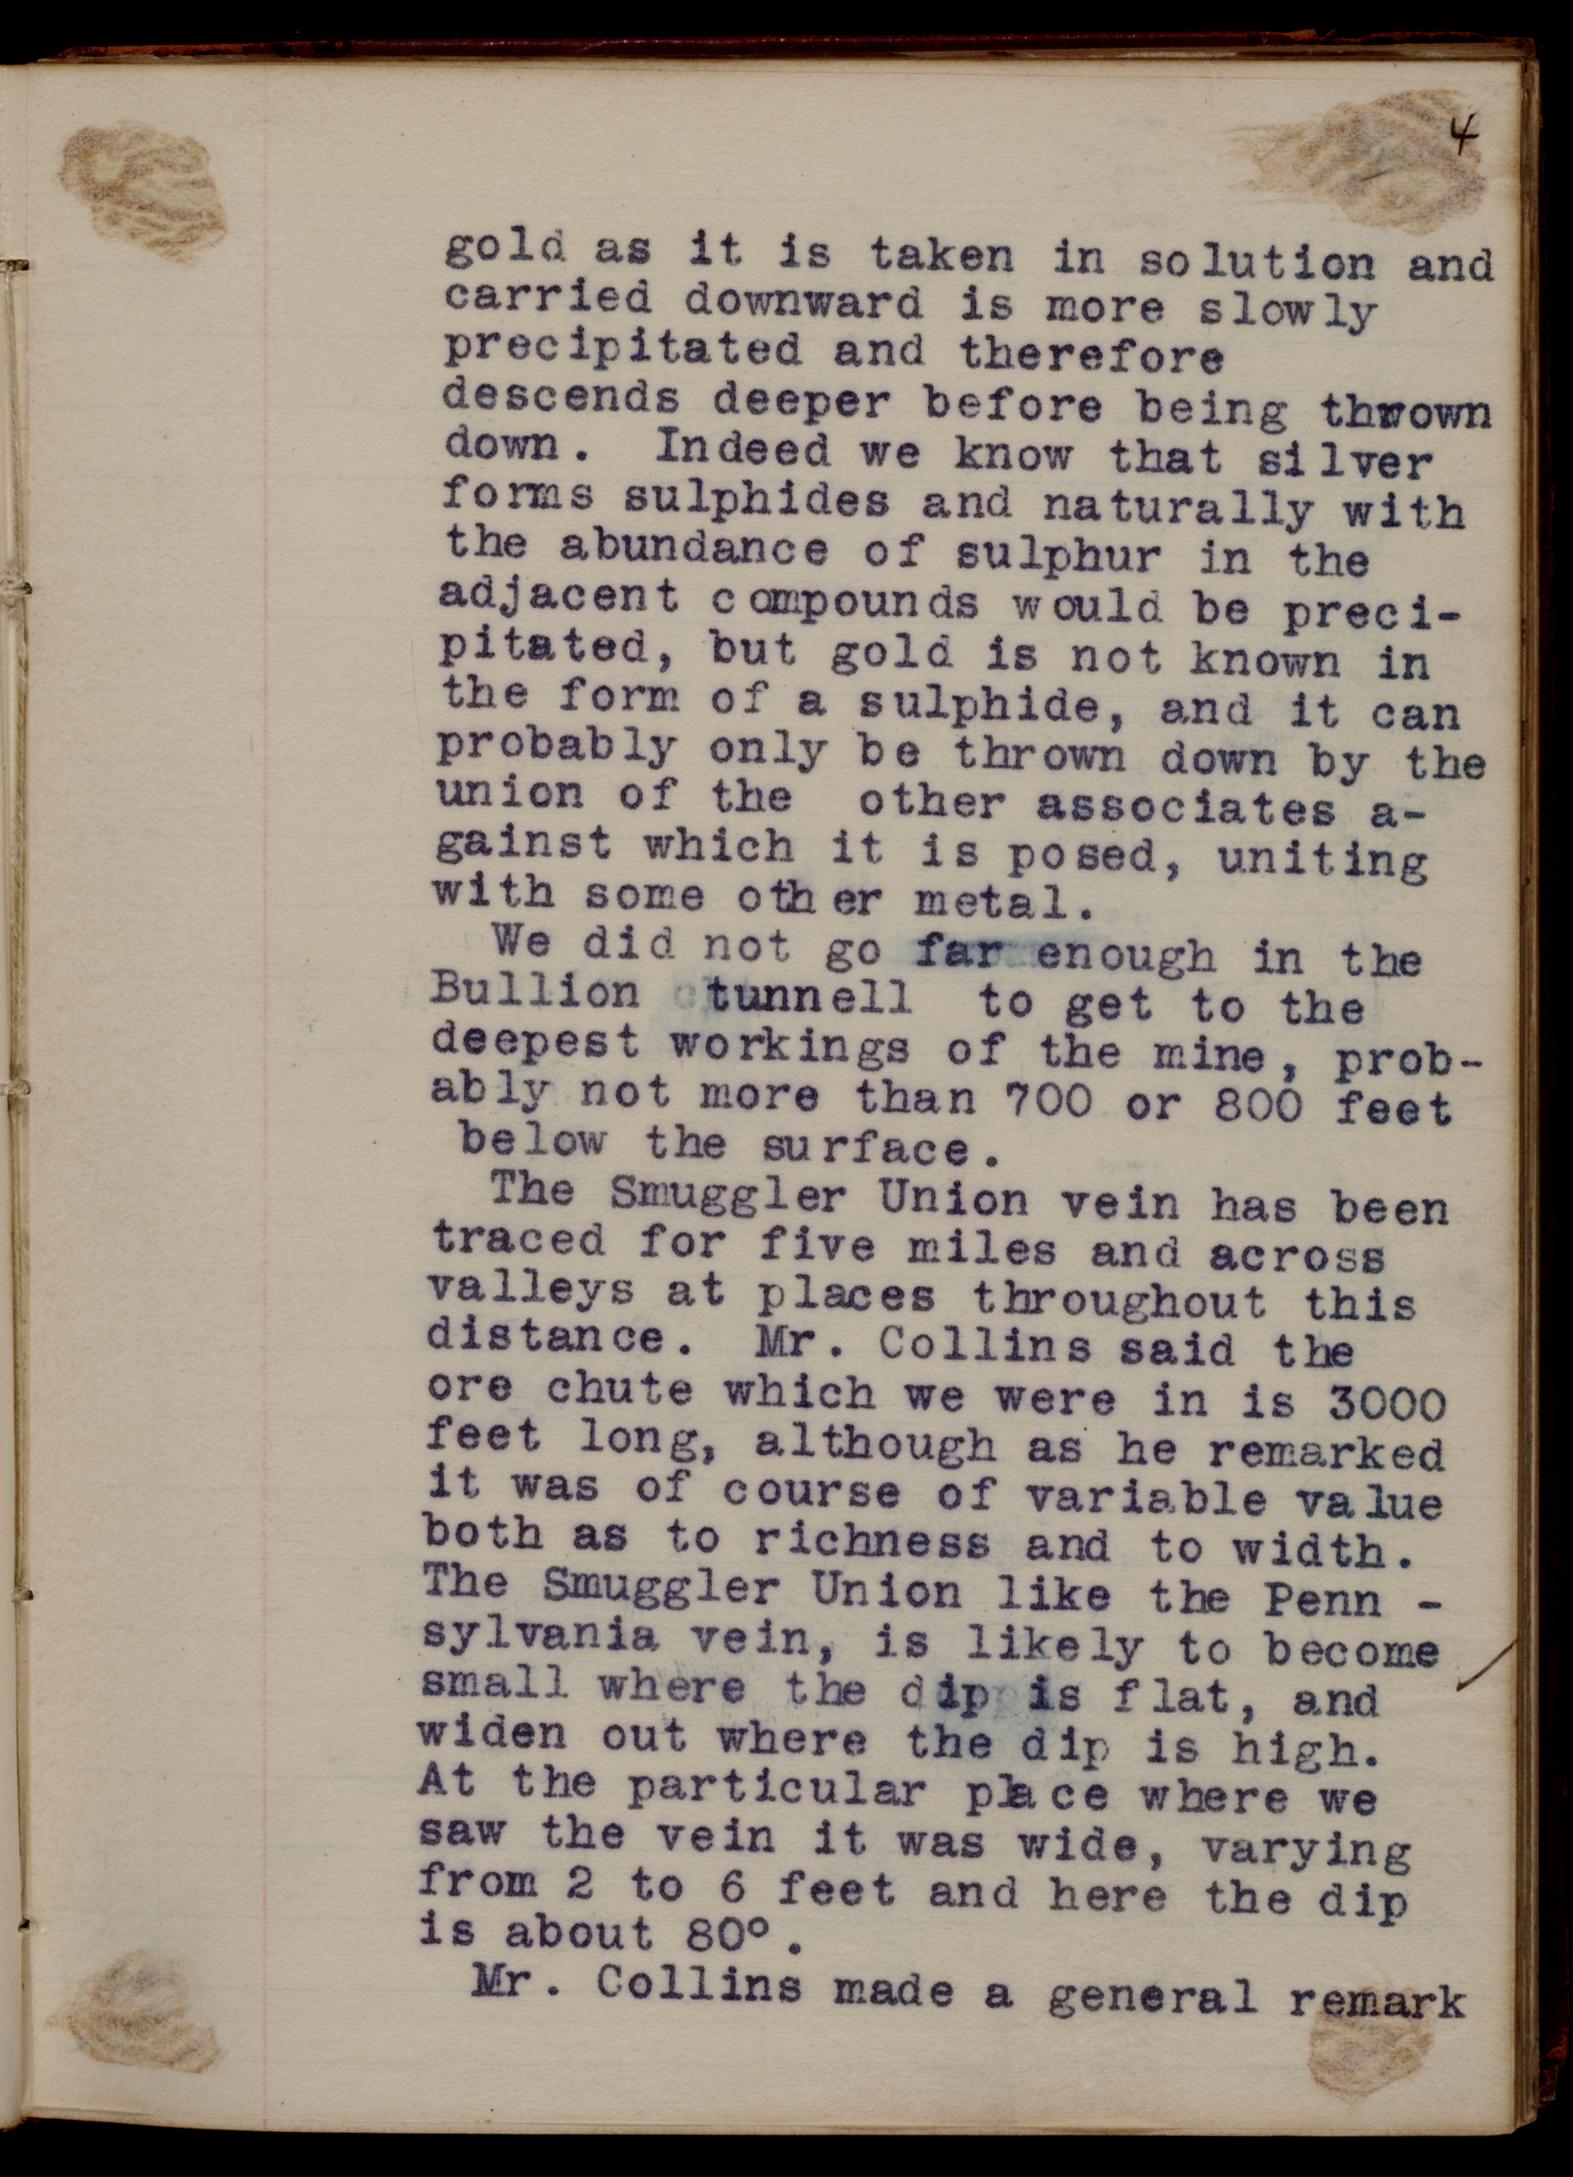 4
gold as it is taken in solution and
carried downward is more slowly
precipitated and therefore
descends deeper before being thrown
down. Indeed we know that silver
forms sulphides and naturally with
the abundance of sulphur in the
adjacent compounds would be preci-
pitated, but gold is not known in
the form of a sulphide, and it can
probably only be thrown down by the
union of the other associates a-
gainst which it is posed, uniting
with some other metal.
We did not go far enough in the
Bullion tunnell to get to the
deepest workings of the mine, prob-
ably not more than 700 or 800 feet
below the surface.
The Smuggler Union vein has been
traced for five miles and across
valleys at places throughout this
distance. Mr. Collins said the
ore chute which we were in is 3000
feet long, although as he remarked
it was of course of variable value
both as to richness and to width.
The Smuggler Union like the Penn -
sylvania vein, is likely to become
small where the dip is flat, and
widen out where the dip is high.
At the particular place where we
saw the vein it was wide, varying
from 2 to 6 feet and here the dip
is about 80°.
Mr. Collins made a general remark